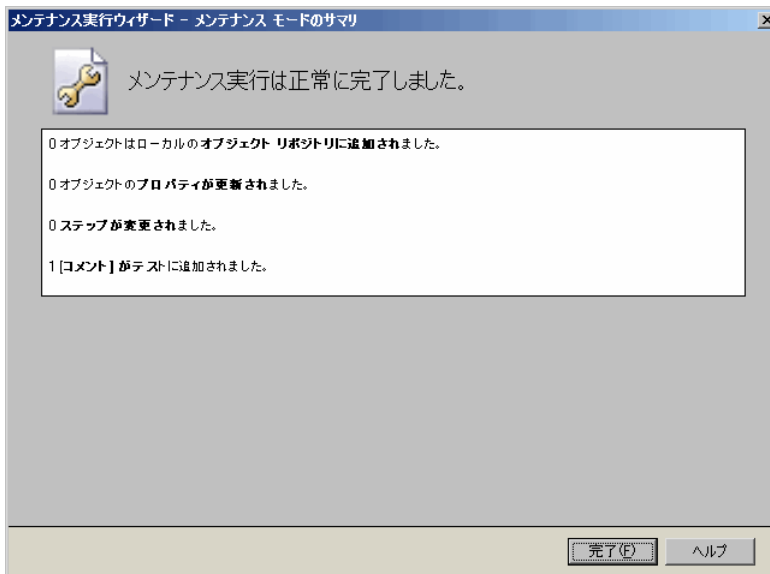 メンテナンス実行ウィザード - メンテナンス モードのサマリ
メンテナンス実行は正常に完了しました。
0 オブジェクトはローカルのオブジェクト リポジトリに追加されました。
0 オブジェクトのプロパティが更新されました。
0 ステップが変更されました。
1 [コメント] がテストに追加されました。
完了(F)
ヘルプ